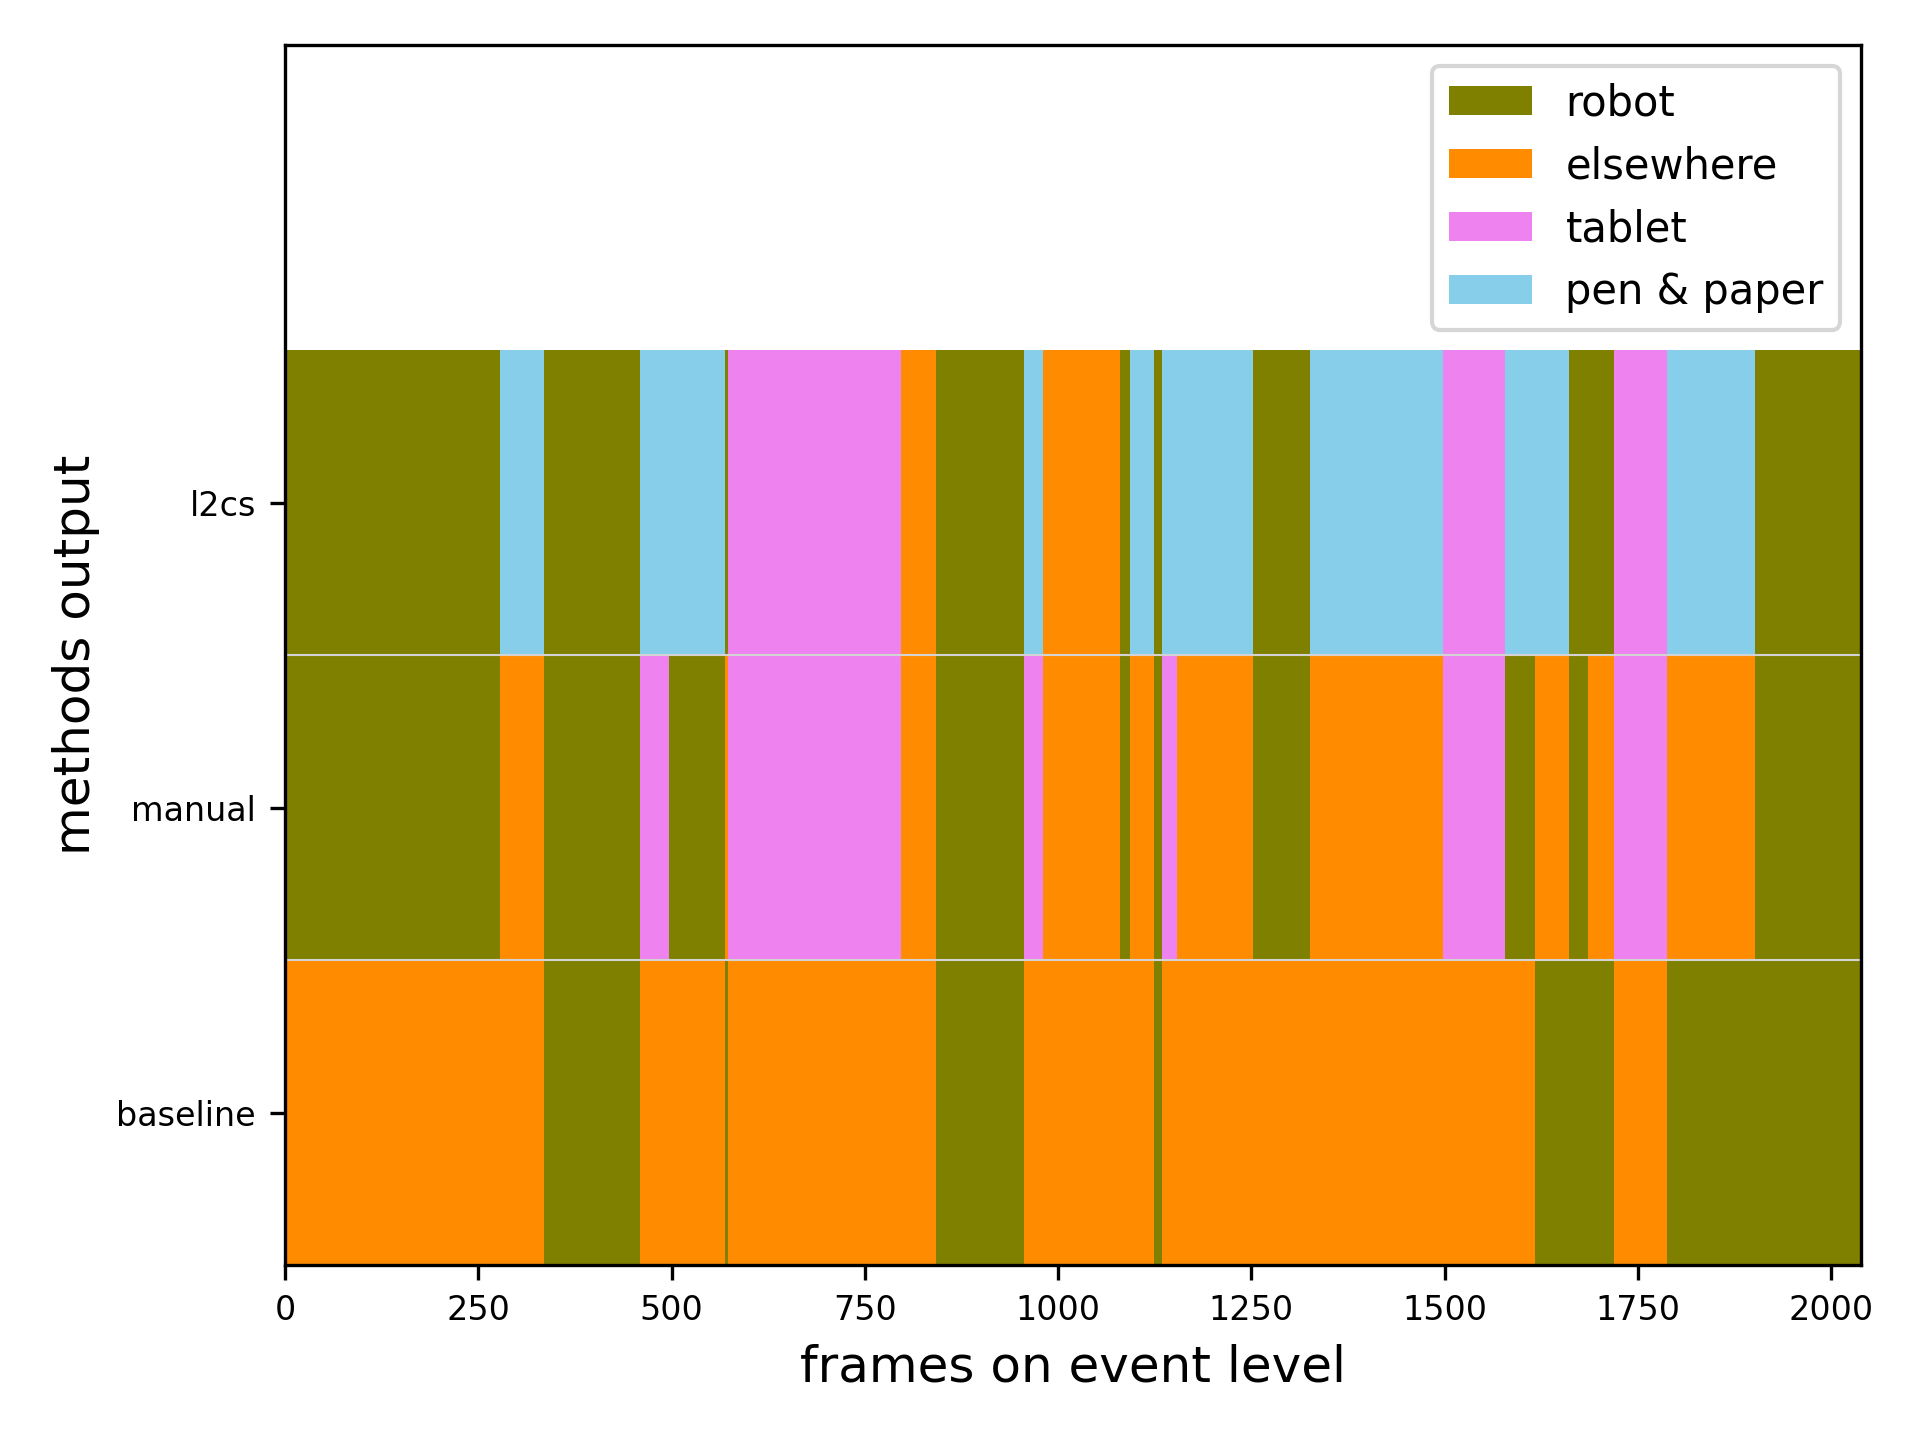 robot
elsewhere
tablet
pen & paper
methods output
l2cs
manual
baseline
0 250 500 750 1000 1250 1500 1750 2000
frames on event level